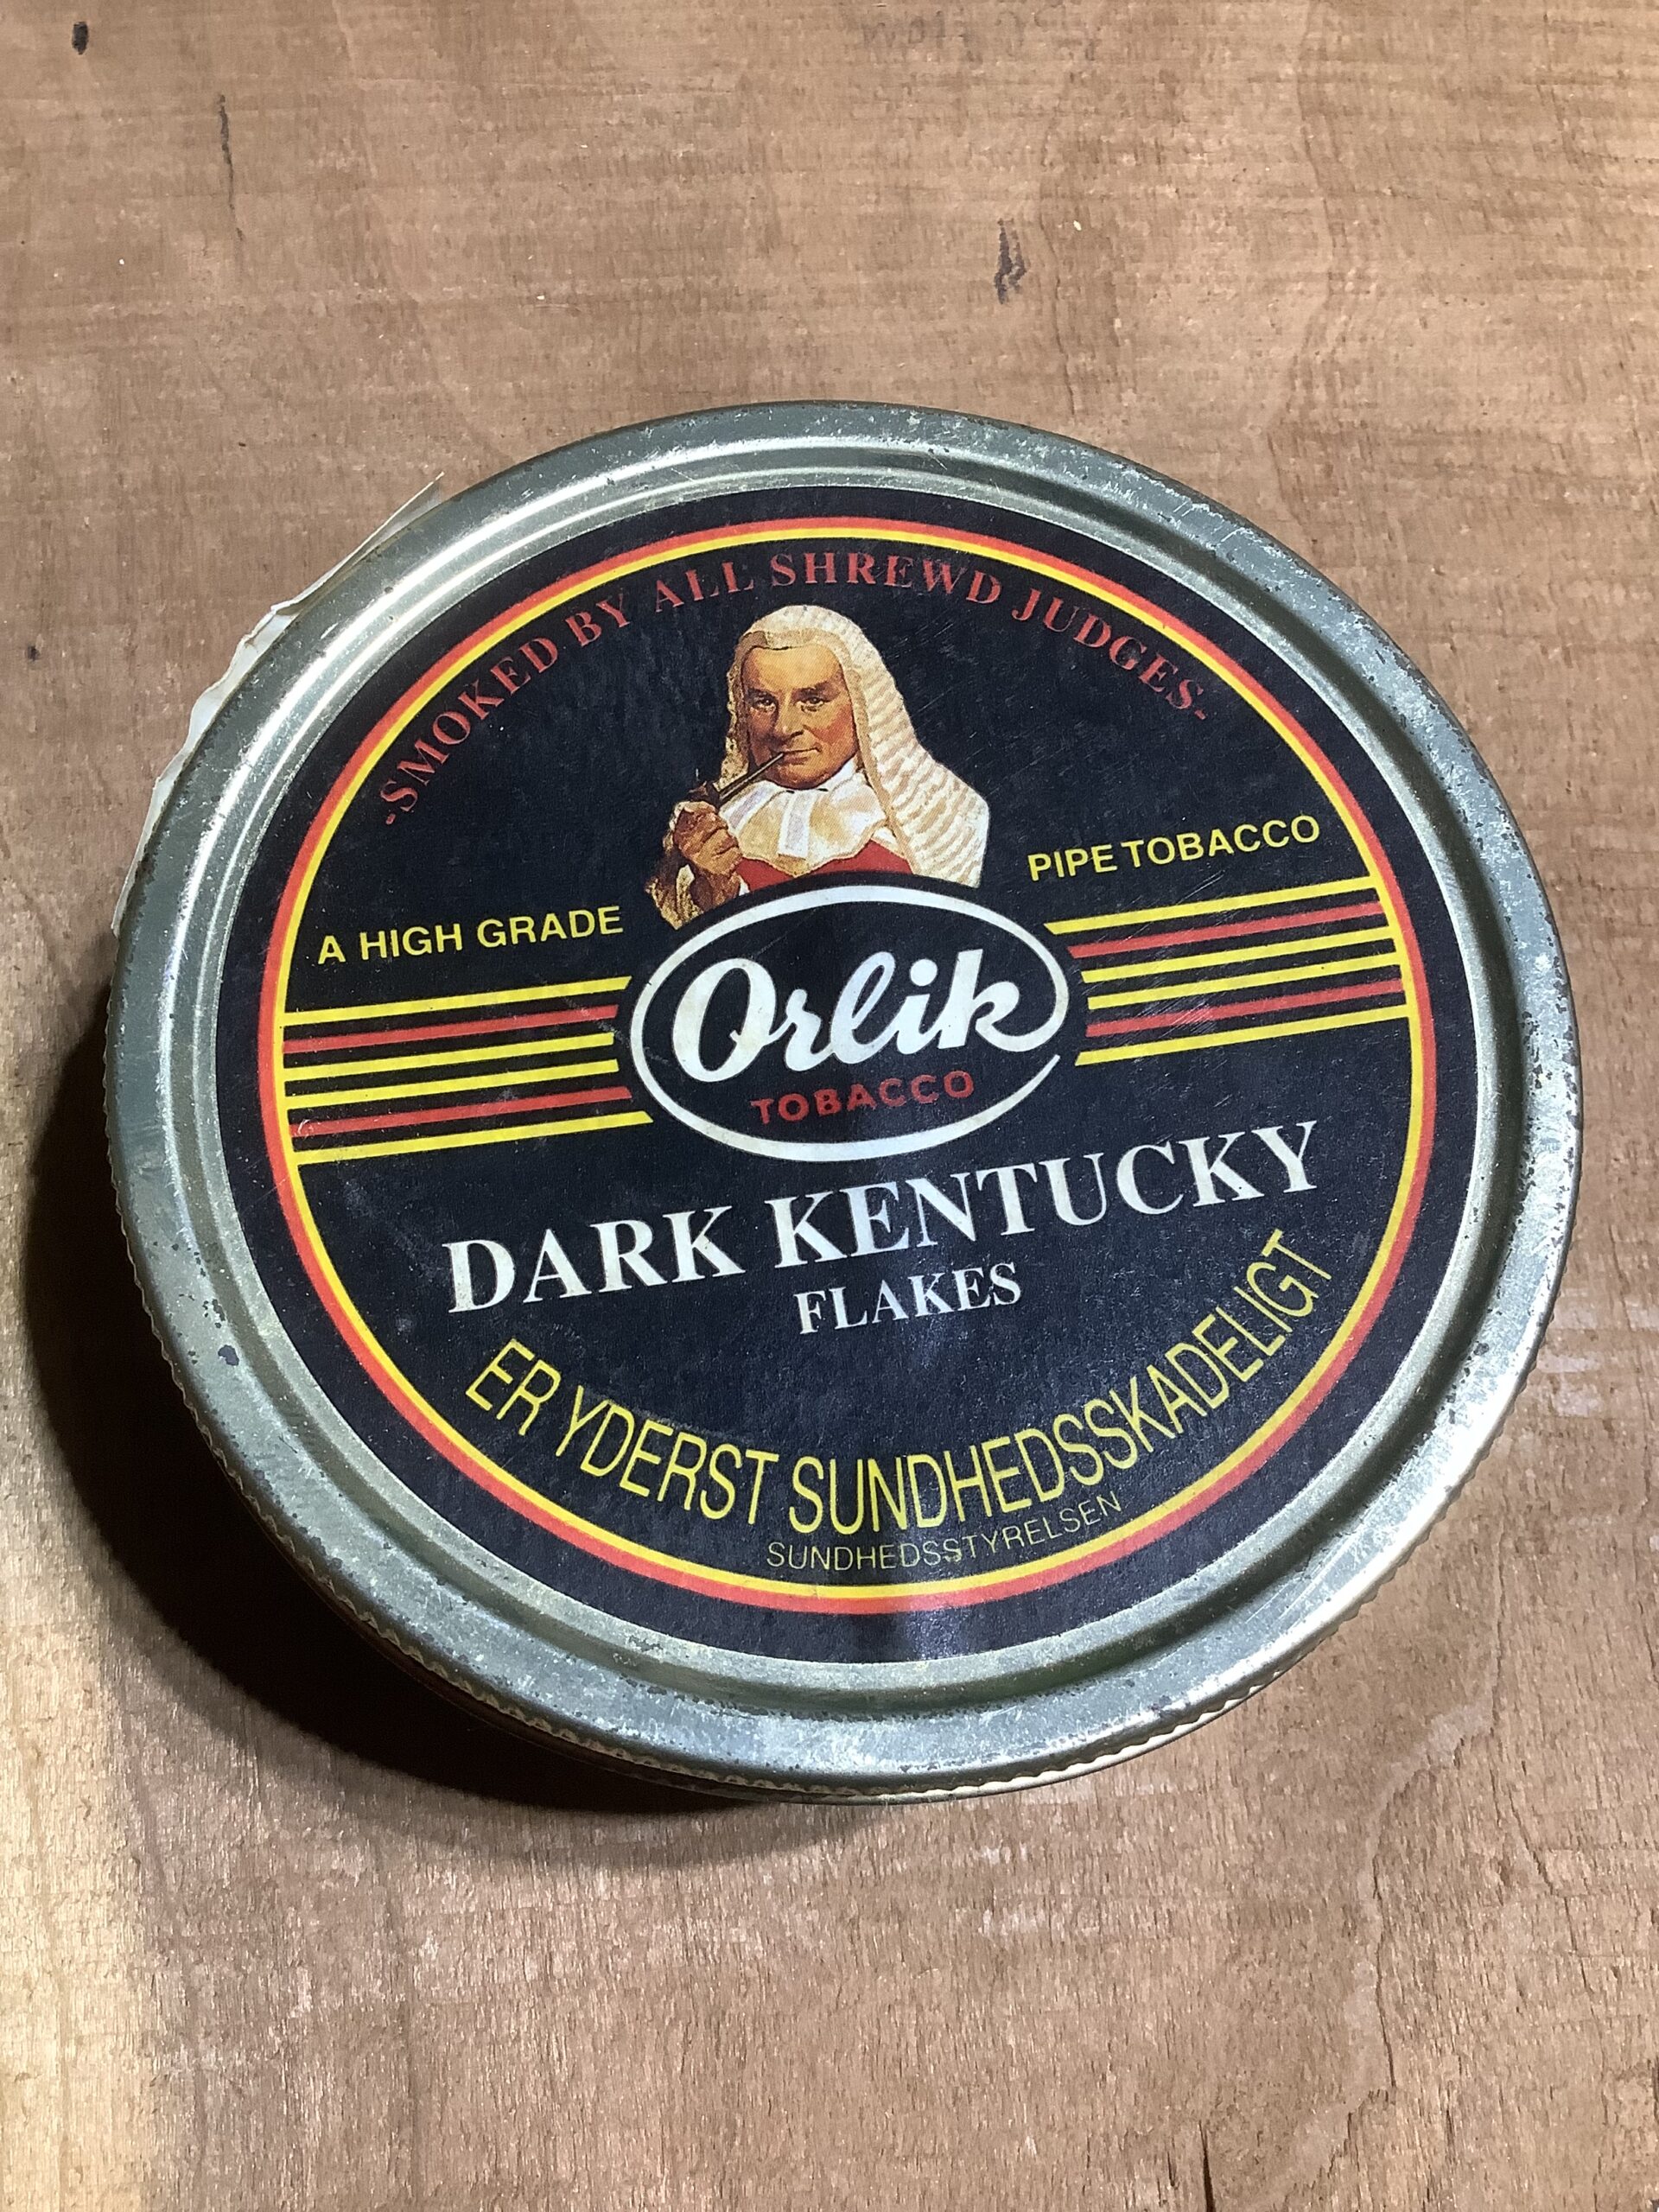 -SMOKED BY ALL SHREWD JUDGES-
A HIGH GRADE
PIPE TOBACCO
Orlik
TOBACCO
DARK KENTUCKY
FLAKES
ER YDERST SUNDHEDSSKADELIGT
SUNDHEDSSTYRELSEN